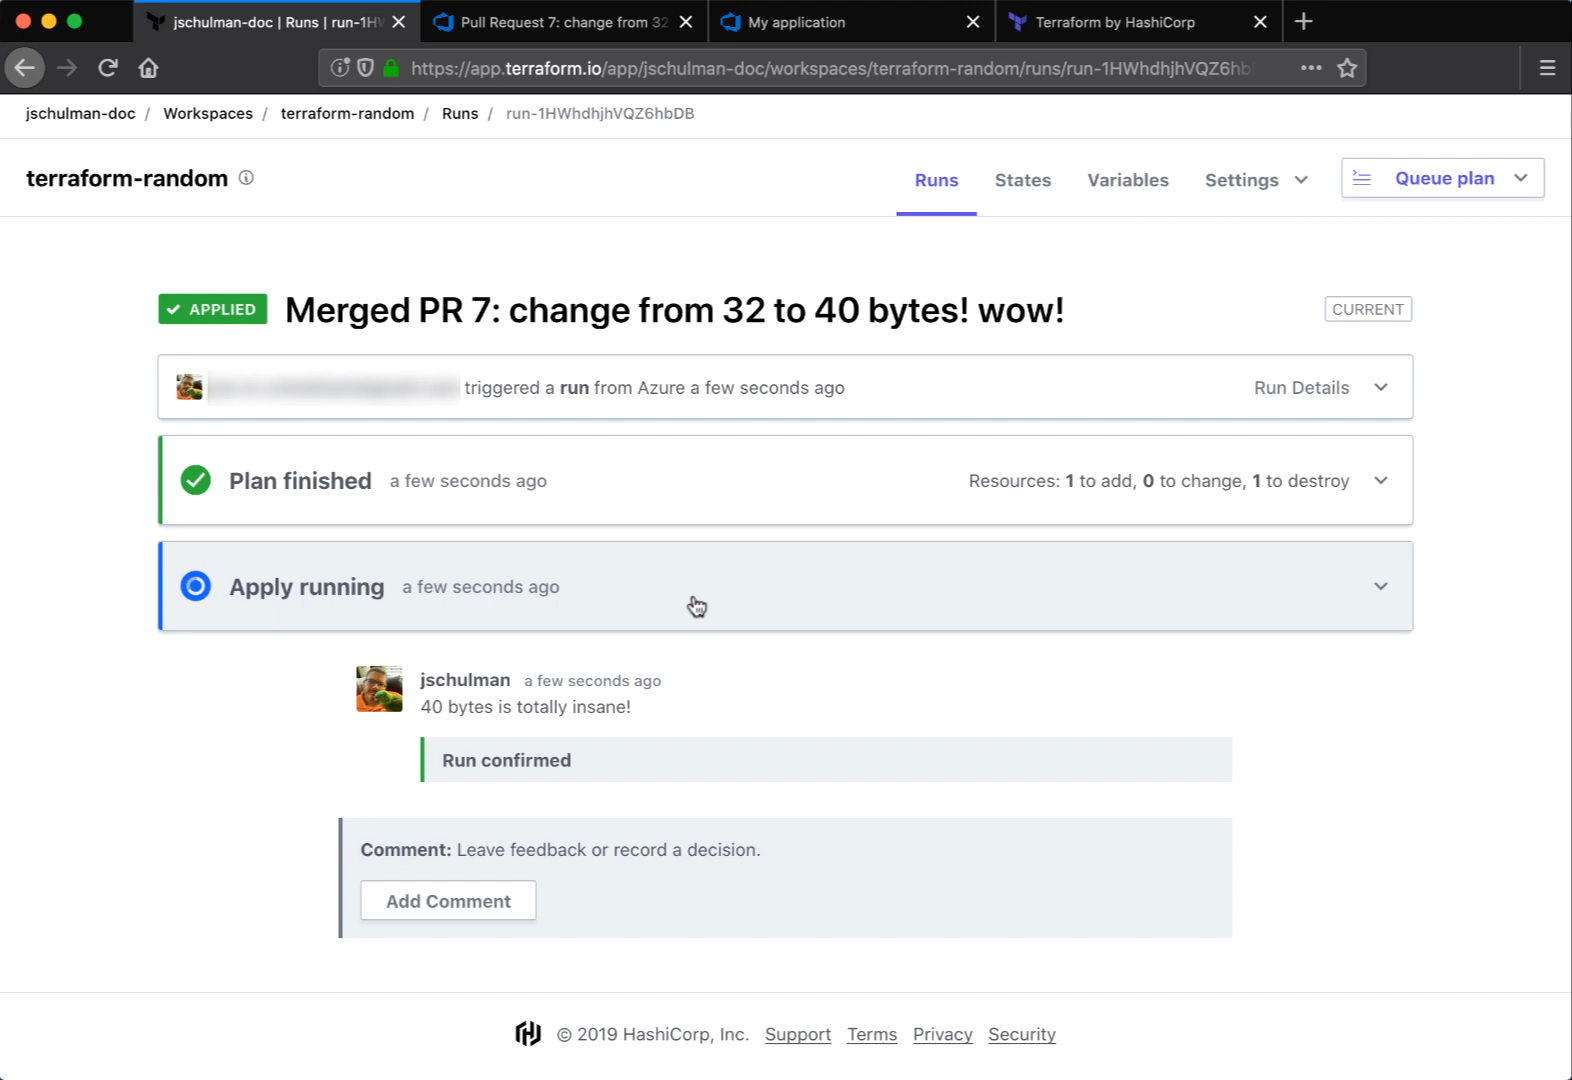 jschulman-doc | Runs | run-1HW
Pull Request 7: change from 32
My application
Terraform by HashiCorp
https://app.terraform.io/app/jschulman-doc/workspaces/terraform-random/runs/run-1HWhdhjhVQZ6hb
jschulman-doc / Workspaces / terraform-random / Runs / run-1HWhdhjhVQZ6hbDB
terraform-random
Runs
States
Variables
Settings
Queue plan
APPLIED
Merged PR 7: change from 32 to 40 bytes! wow!
CURRENT
triggered a run from Azure a few seconds ago
Run Details
Plan finished a few seconds ago
Resources: 1 to add, 0 to change, 1 to destroy
Apply running a few seconds ago
jschulman a few seconds ago
40 bytes is totally insane!
Run confirmed
Comment: Leave feedback or record a decision.
Add Comment
© 2019 HashiCorp, Inc. Support Terms Privacy Security